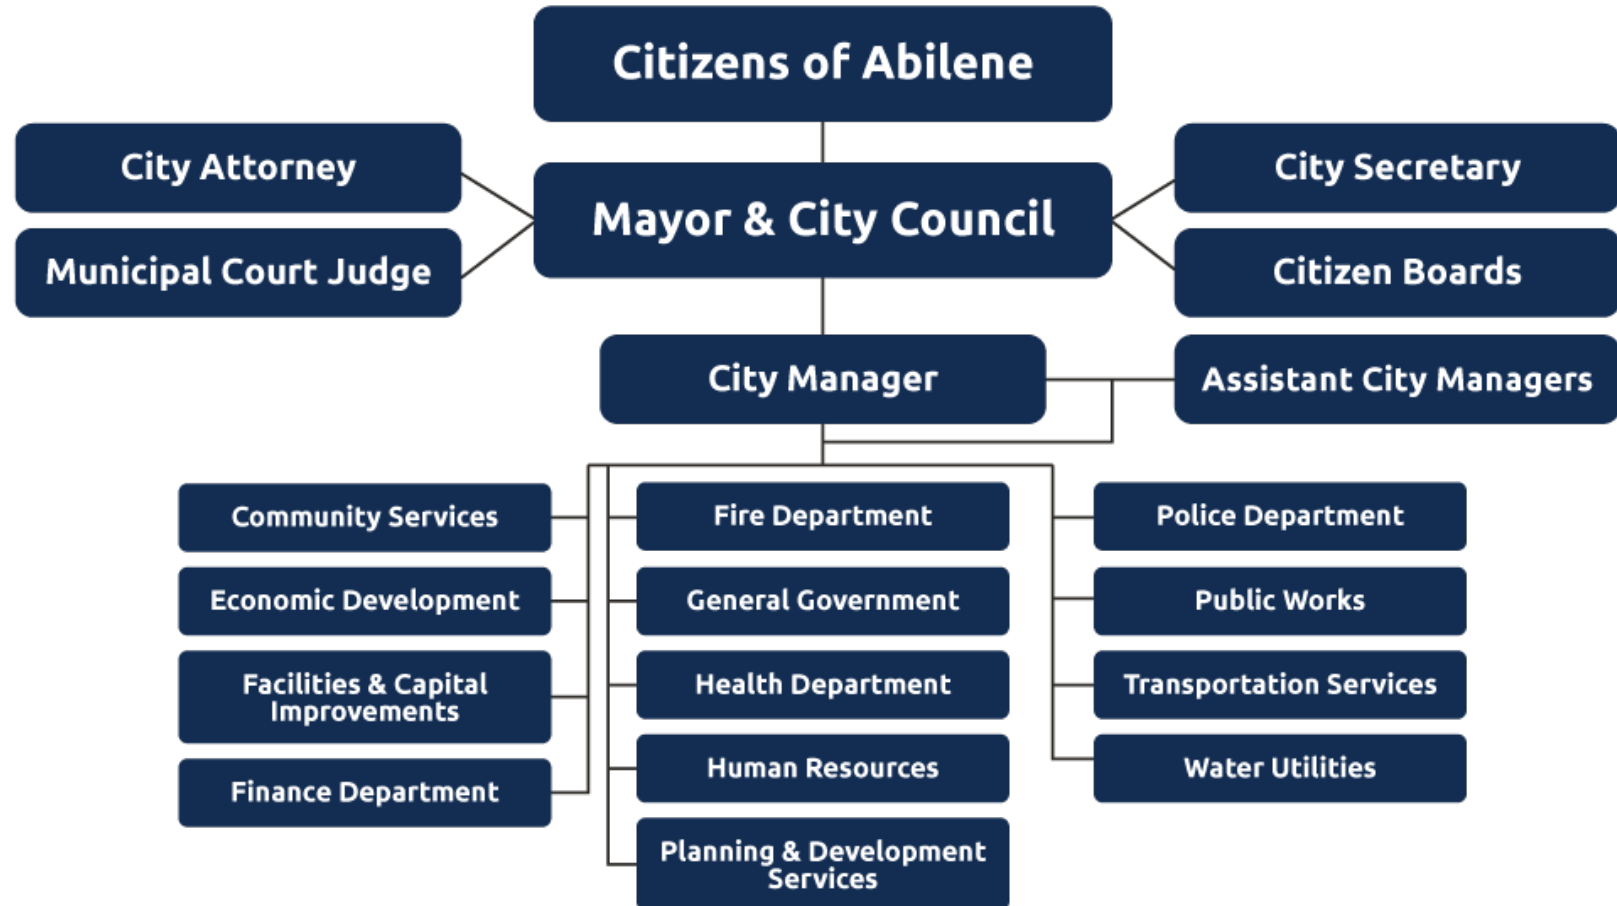 Citizens of Abilene
City Attorney
City Secretary
Mayor & City Council
Municipal Court Judge
Citizen Boards
City Manager
Assistant City Managers
Community Services
Economic Development
Facilities & Capital
Improvements
Finance Department
Fire Department
General Government
Health Department
Human Resources
Planning & Development
Services
Police Department
Public Works
Transportation Services
Water Utilities